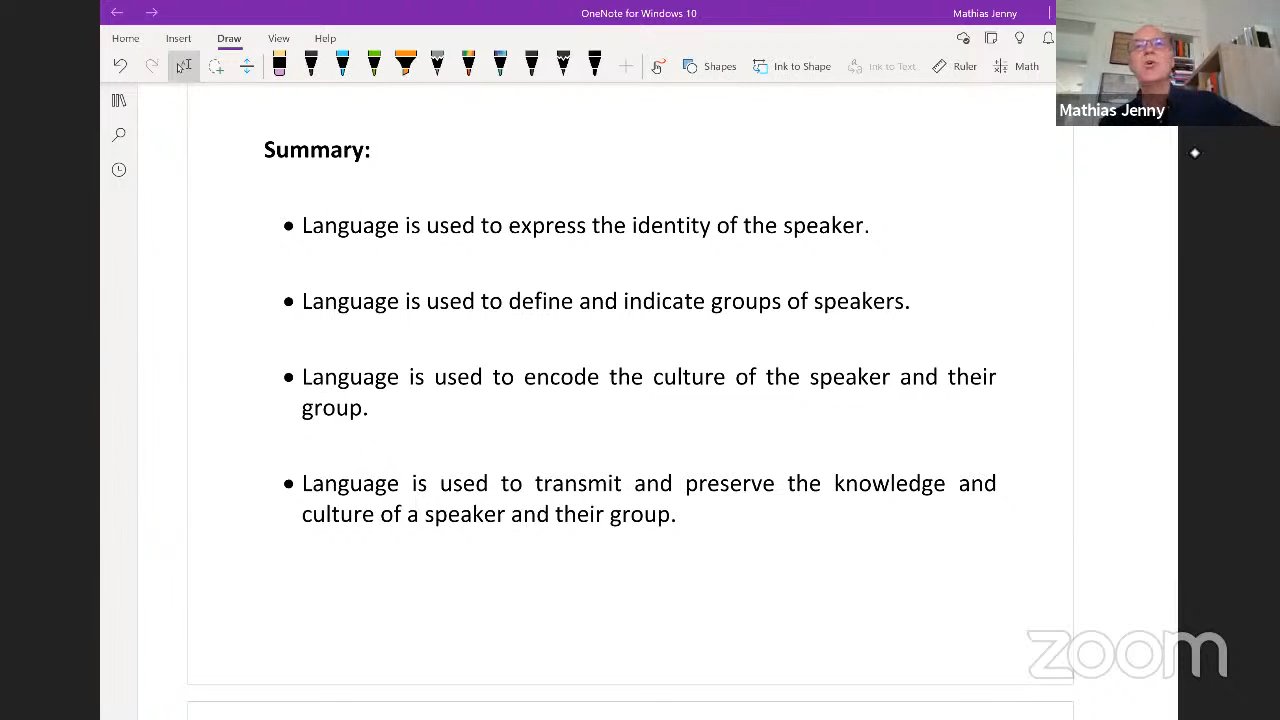 OneNote for Windows 10
Mathias Jenny
Home Insert Draw View Help
Shapes Ink to Shape Ink to Text Ruler Math
Mathias Jenny
Summary:
• Language is used to express the identity of the speaker.
• Language is used to define and indicate groups of speakers.
• Language is used to encode the culture of the speaker and their
group.
• Language is used to transmit and preserve the knowledge and
culture of a speaker and their group.
zoom